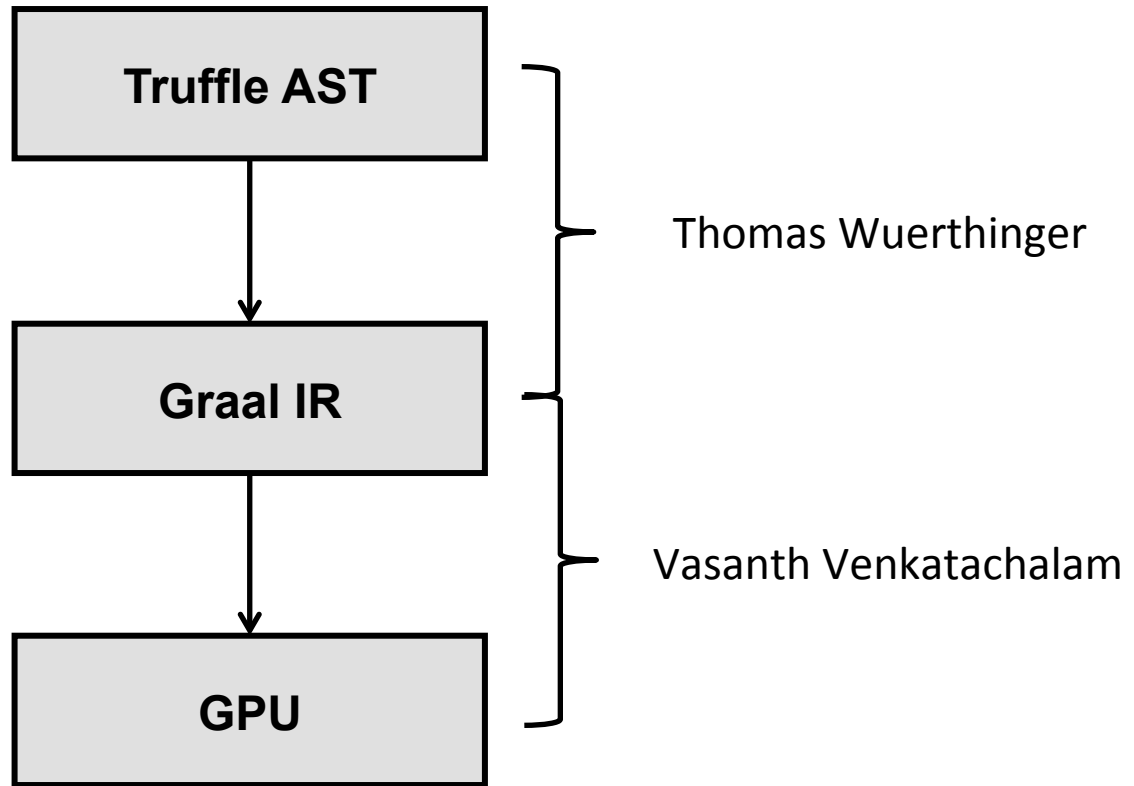 Truffle AST
Thomas Wuerthinger
Graal IR
Vasanth Venkatachalam
GPU